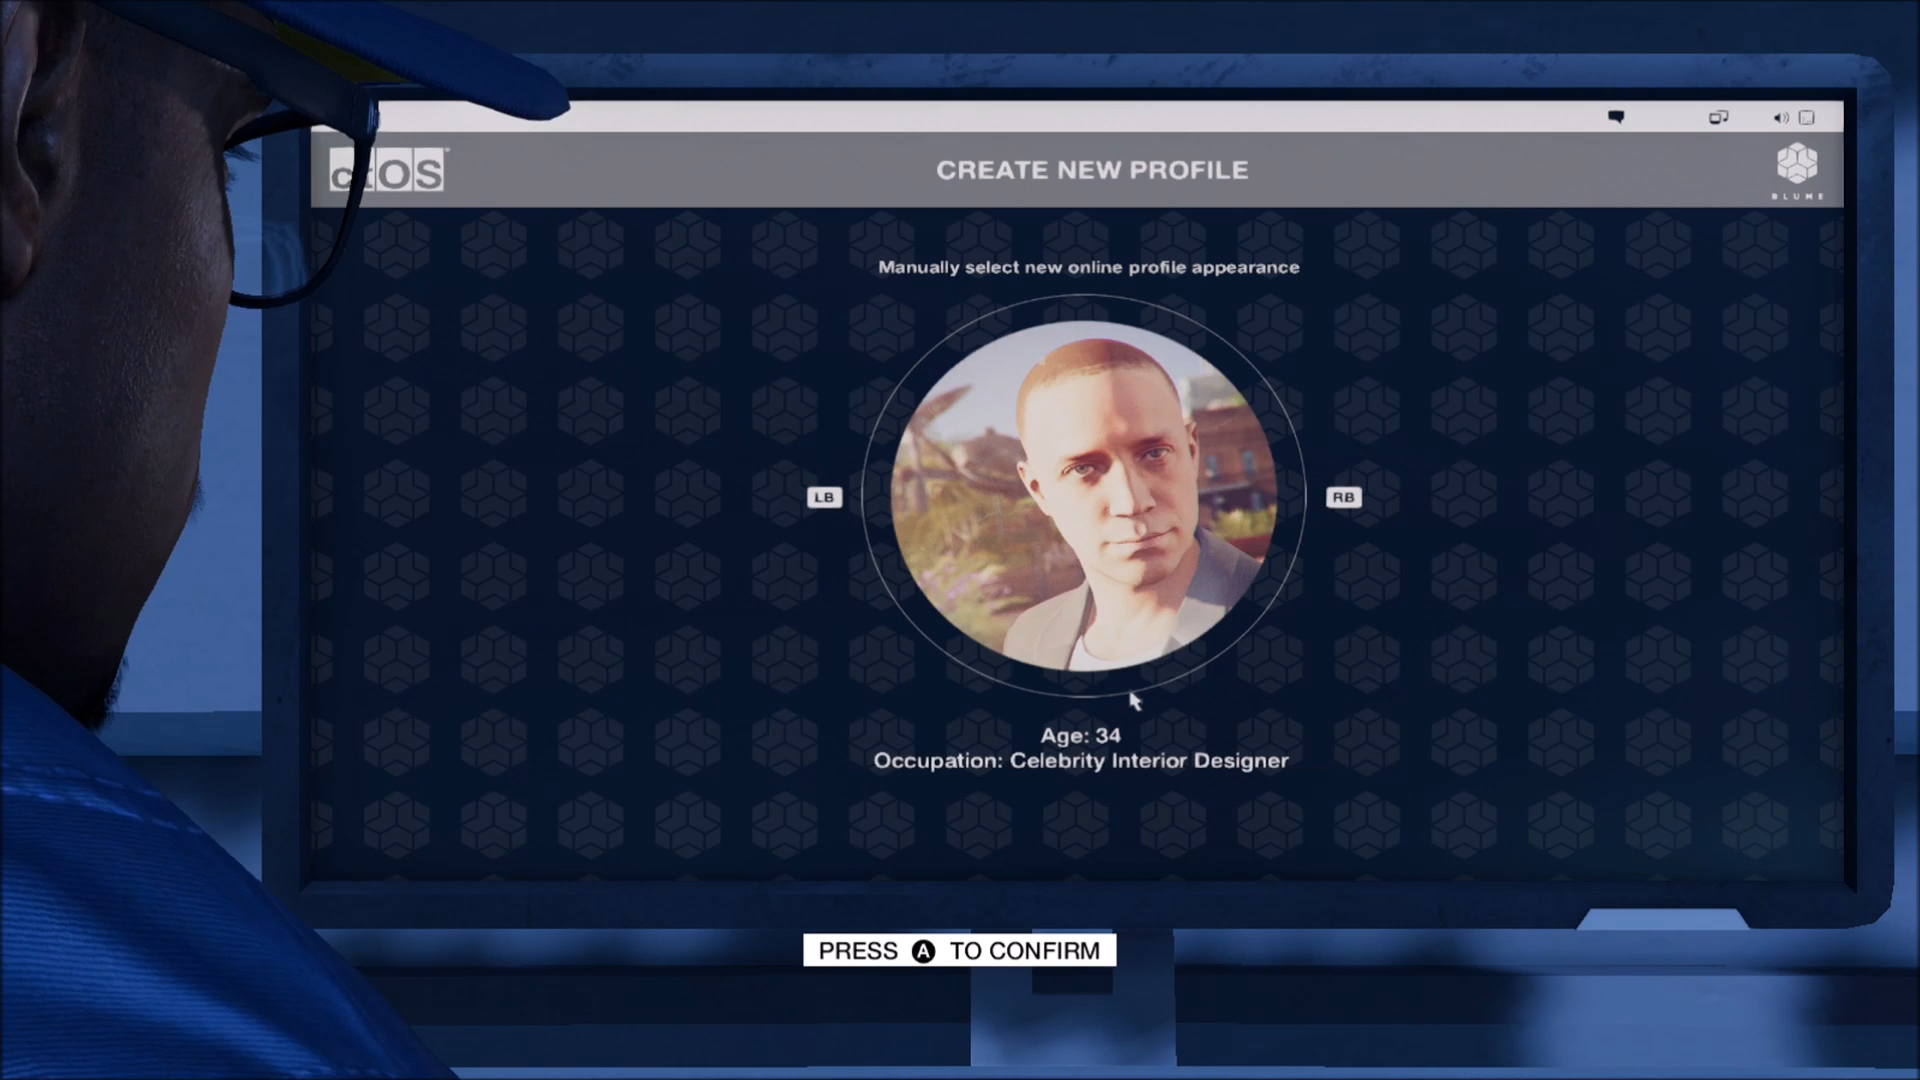 ctOS
CREATE NEW PROFILE
BLUME
Manually select new online profile appearance
LB
RB
Age: 34
Occupation: Celebrity Interior Designer
PRESS A TO CONFIRM